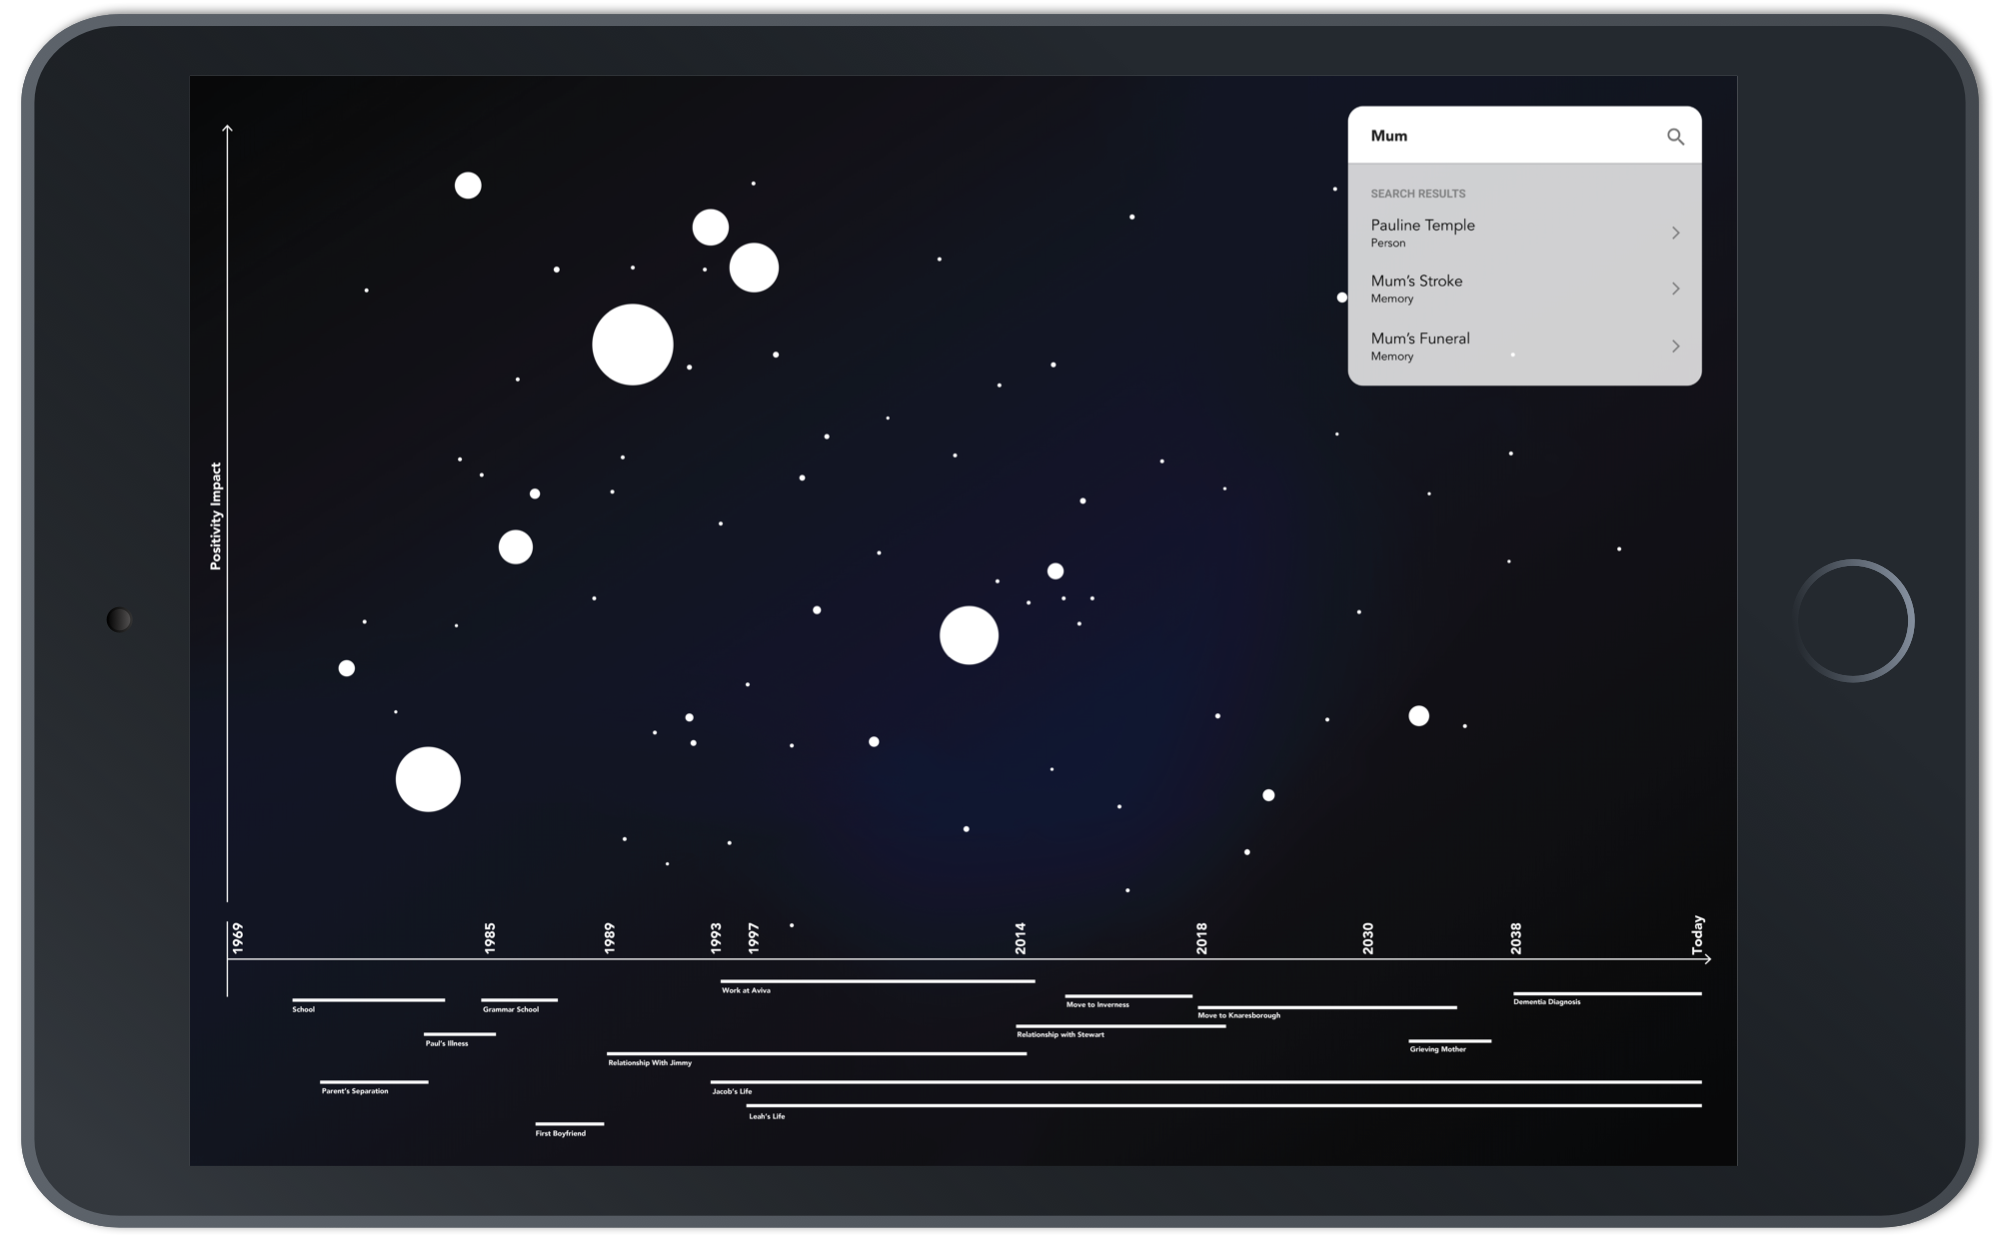 Mum
SEARCH RESULTS
Pauline Temple
Person
Mum's Stroke
Memory
Mum's Funeral
Memory
Positivity Impact
1969
1985
1989
1993
1997
2014
2018
2030
2038
Today
Work at Aviva
School
Grammar School
Move to Inverness
Dementia Diagnosis
Move to Knaresborough
Paul's Illness
Relationship with Stewart
Grieving Mother
Relationship With Jimmy
Parent's Separation
Jacob's Life
Leah's Life
First Boyfriend